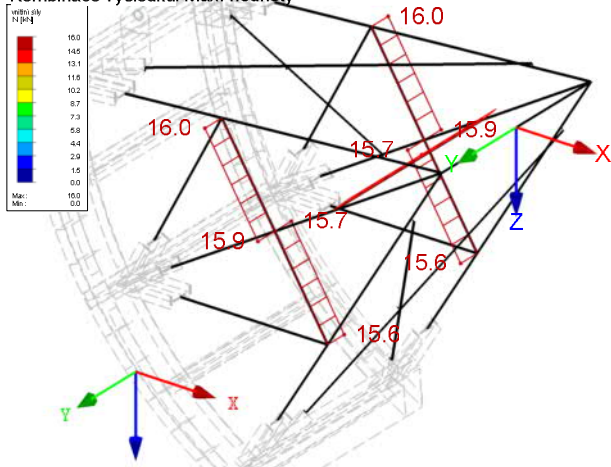 vnitřní síly
N [kN]
16.0
14.5
13.1
11.6
10.2
8.7
7.3
5.8
4.4
2.9
1.5
0.0
Max: 16.0
Min: 0.0
16.0
16.0
15.7
15.9
15.7
15.9
15.6
15.6
Y
X
Z
Y
X